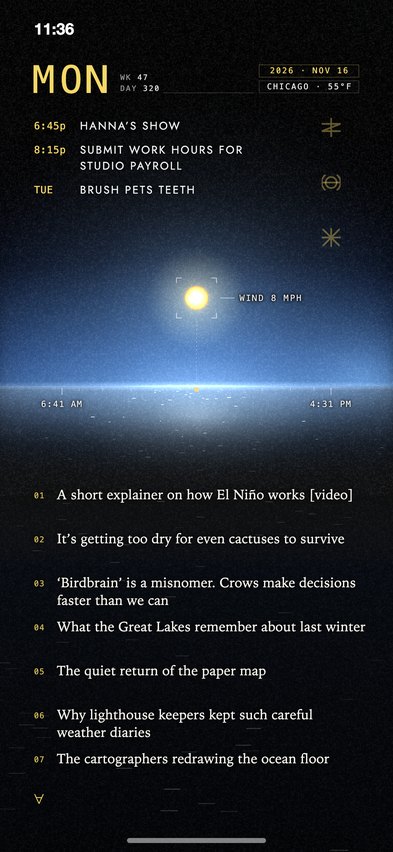 11:36
MON
WK 47
DAY 320
2026 · NOV 16
CHICAGO · 55°F
6:45p HANNA’S SHOW
8:15p SUBMIT WORK HOURS FOR
STUDIO PAYROLL
TUE BRUSH PETS TEETH
WIND 8 MPH
6:41 AM
4:31 PM
01 A short explainer on how El Niño works [video]
02 It’s getting too dry for even cactuses to survive
03 ‘Birdbrain’ is a misnomer. Crows make decisions
faster than we can
04 What the Great Lakes remember about last winter
05 The quiet return of the paper map
06 Why lighthouse keepers kept such careful
weather diaries
07 The cartographers redrawing the ocean floor
∀